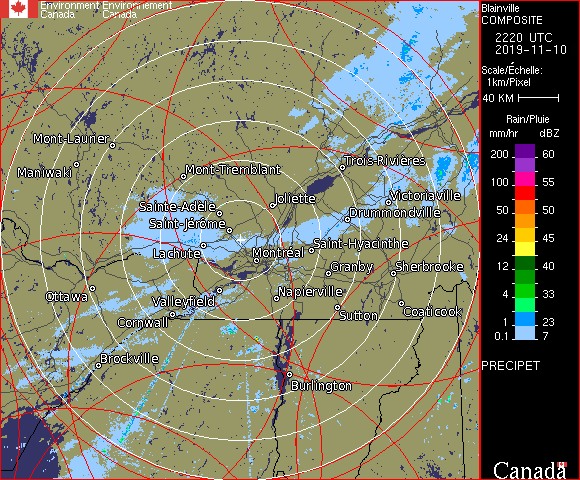 Environment Environnement
Canada Canada
Blainville
COMPOSITE
2220 UTC
2019-11-10
Scale/Échelle:
1km/Pixel
40 KM
Rain/Pluie
mm/hr dBZ
200 60
100 55
50 50
24 45
12 40
4 33
1 23
0.1 7
PRECIPET
Canada
Mont-Laurier
Maniwaki
Mont-Tremblant
Trois-Rivières
Joliette
Victoriaville
Sainte-Adèle
Drummondville
Saint-Jérôme
Lachute
Montréal
Saint-Hyacinthe
Granby
Sherbrooke
Ottawa
Valleyfield
Napierville
Cornwall
Sutton
Coaticook
Brockville
Burlington